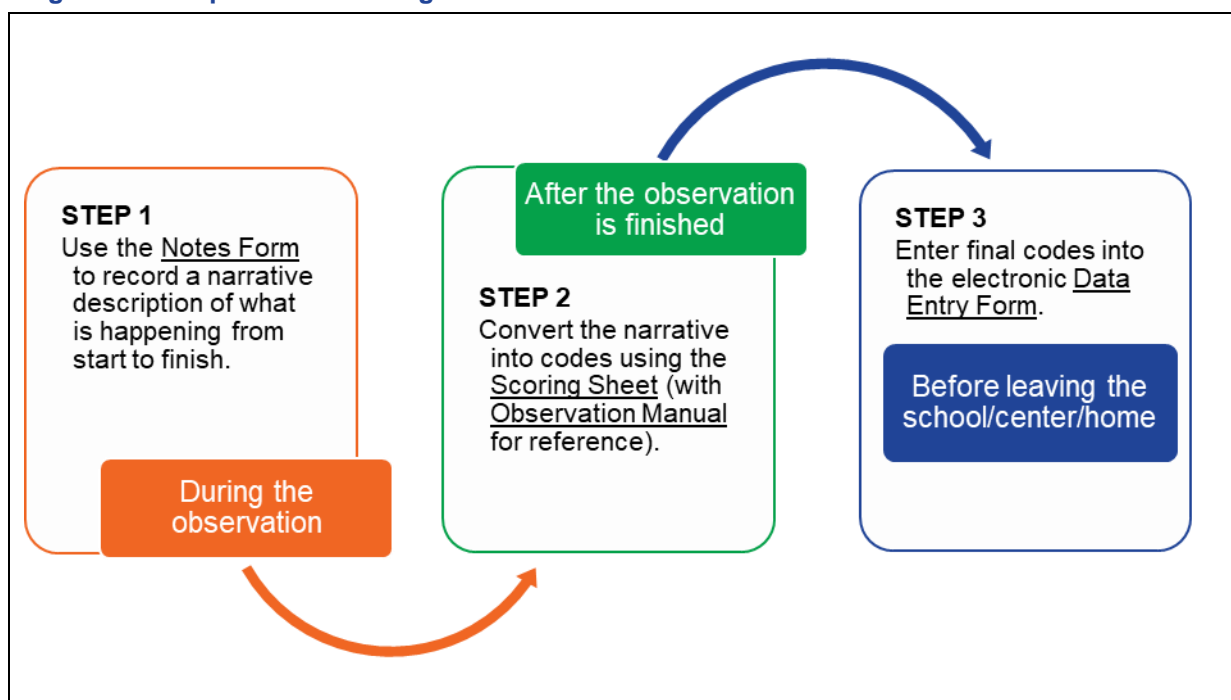 STEP 1
Use the Notes Form
to record a narrative
description of what
is happening from
start to finish.
During the
observation
After the observation
is finished
STEP 2
Convert the narrative
into codes using the
Scoring Sheet (with
Observation Manual
for reference).
STEP 3
Enter final codes into
the electronic Data
Entry Form.
Before leaving the
school/center/home